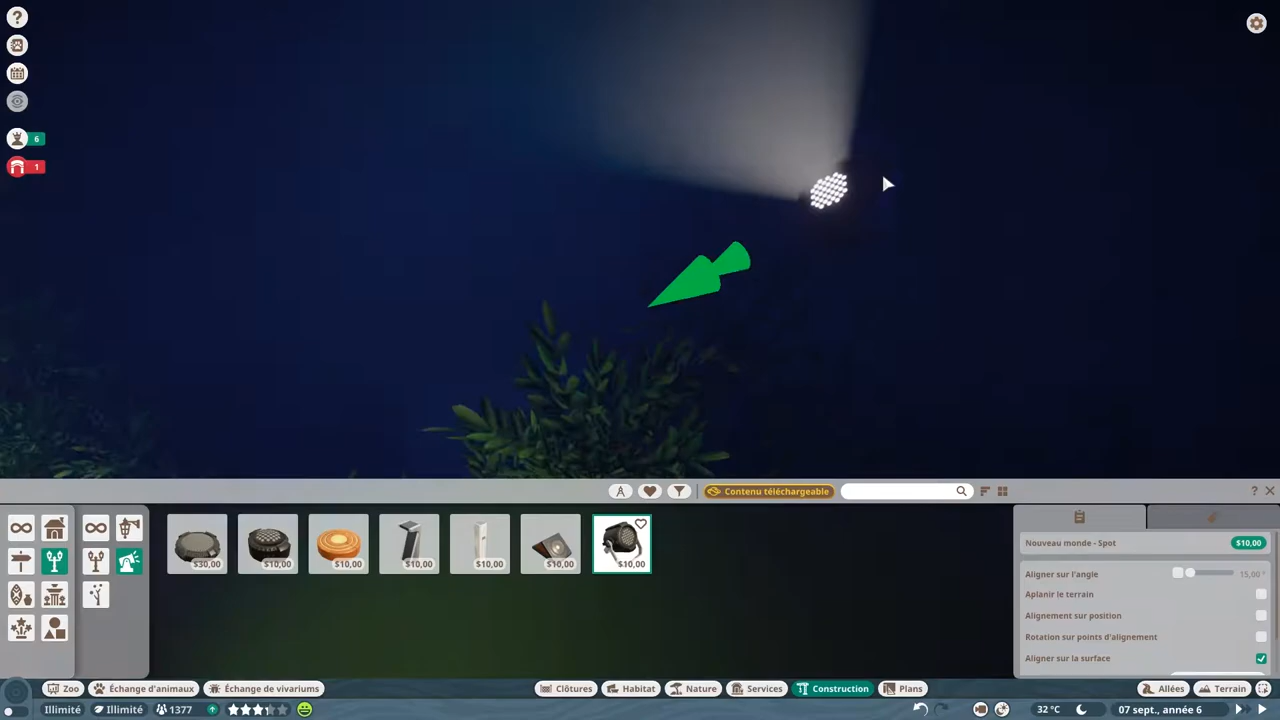 ?
6
1
Contenu téléchargeable
? ×
$30,00
$10,00
$10,00
$10,00
$10,00
$10,00
$10,00
Nouveau monde - Spot $10,00
Aligner sur l'angle 15,00°
Aplanir le terrain
Alignement sur position
Rotation sur points d'alignement
Aligner sur la surface
Zoo Échange d'animaux Échange de vivariums Clôtures Habitat Nature Services Construction Plans Allées Terrain
Illimité Illimité 1377 32 °C 07 sept., année 6